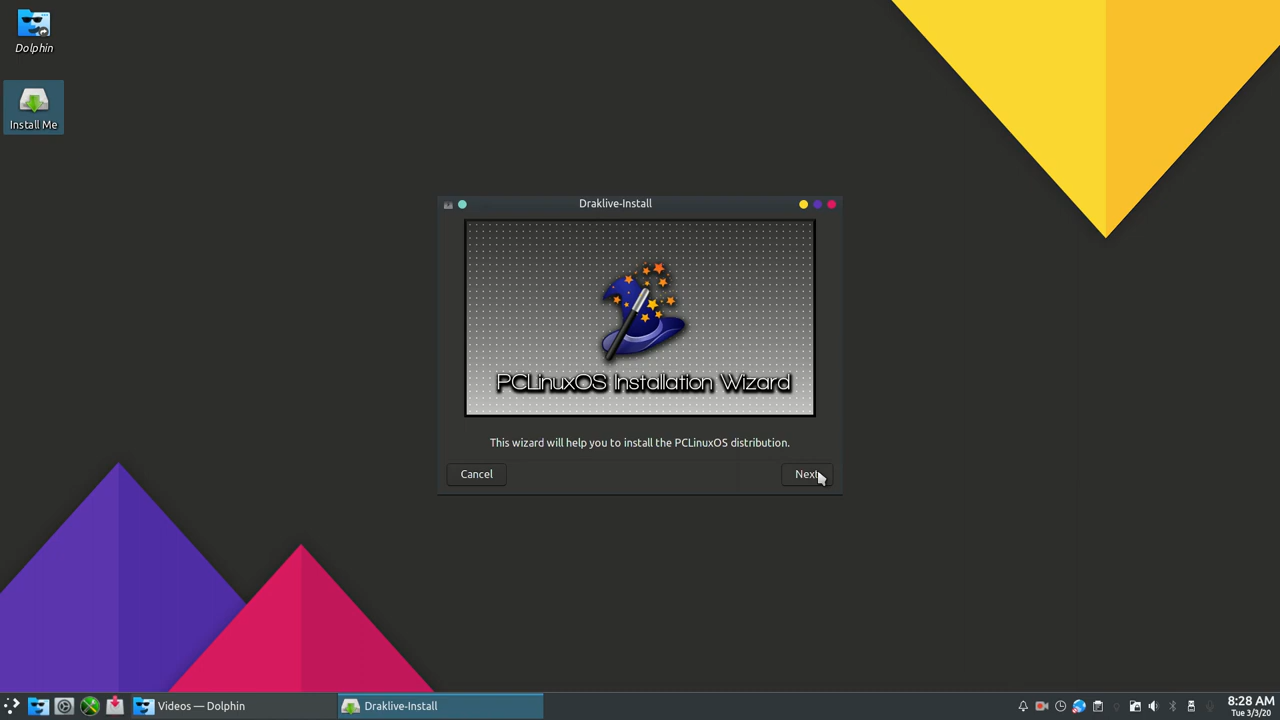 Dolphin
Install Me
Draklive-Install
PCLinuxOS Installation Wizard
This wizard will help you to install the PCLinuxOS distribution.
Cancel
Next
Videos — Dolphin
Draklive-Install
8:28 AM
Tue 3/3/20